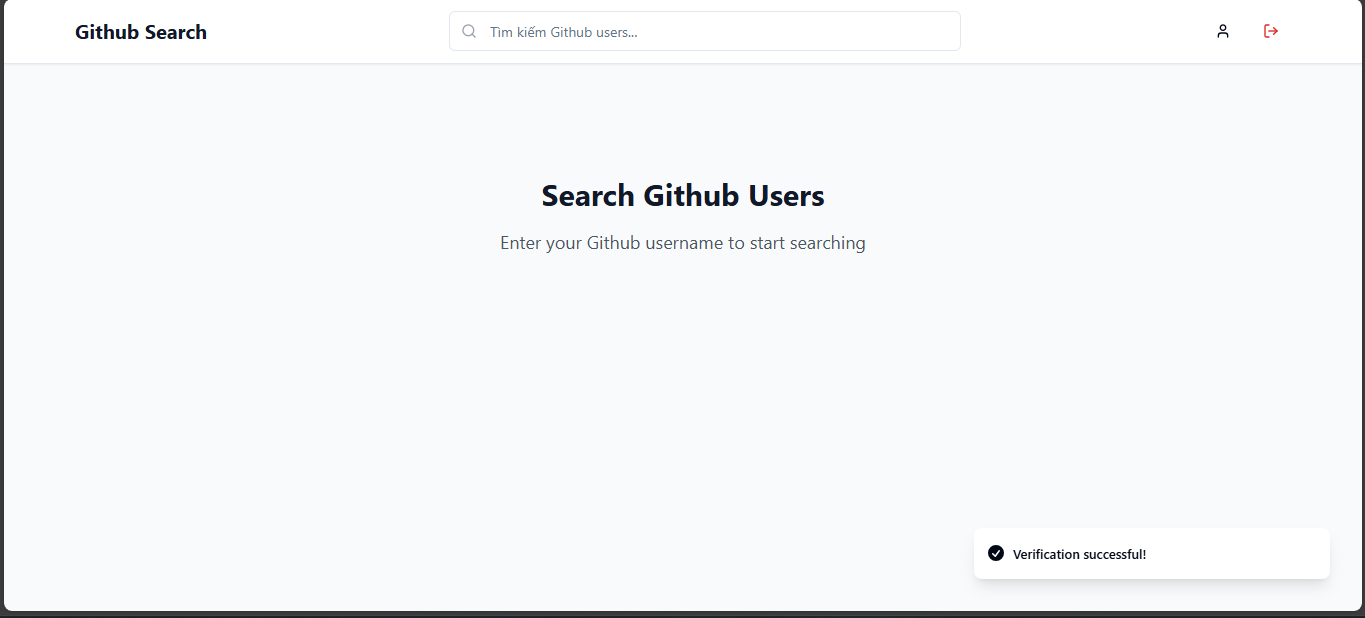 Github Search
Tìm kiếm Github users...
Search Github Users
Enter your Github username to start searching
Verification successful!